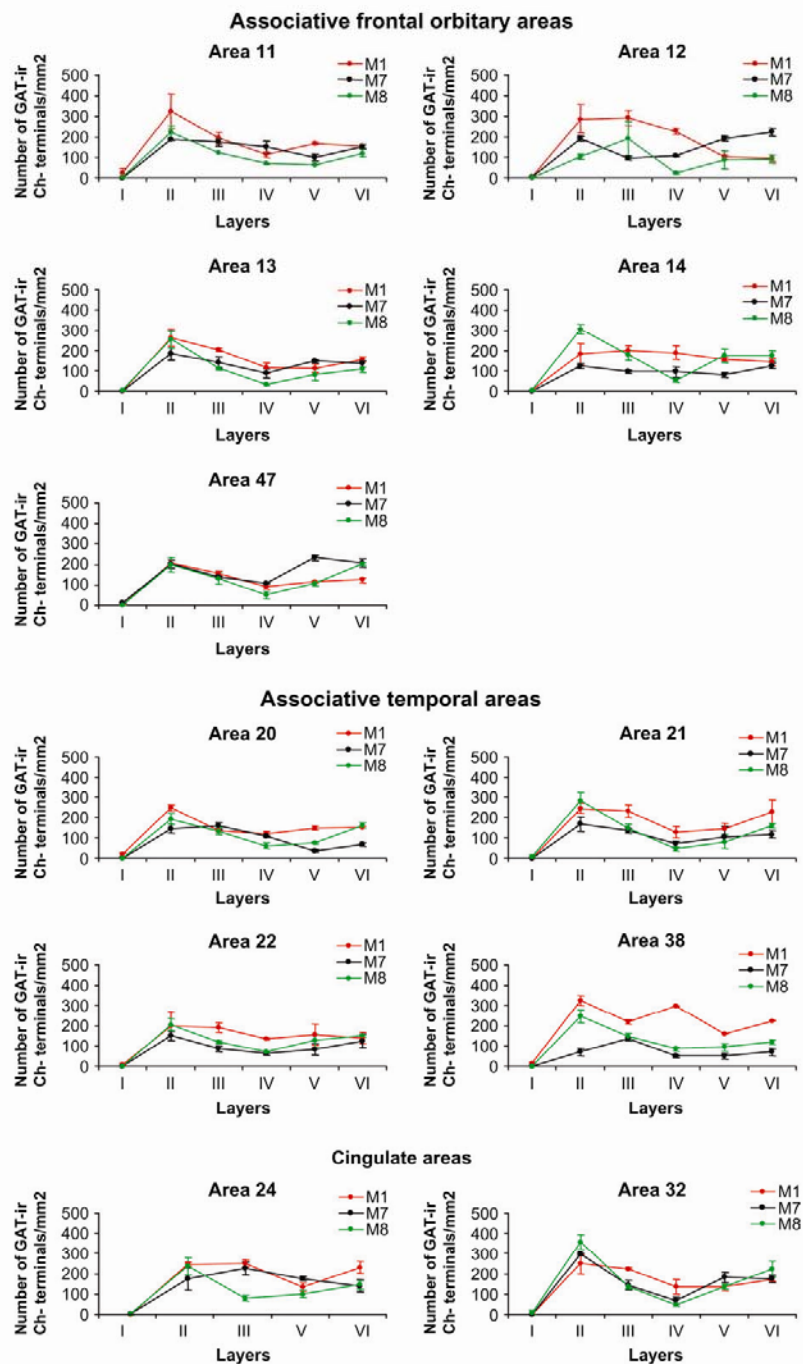 Associative frontal orbitary areas
Area 11
Number of GAT-ir
Ch- terminals/mm2
500
400
300
200
100
0
M1
M7
M8
I II III IV V VI
Layers
Area 12
Number of GAT-ir
Ch- terminals/mm2
500
400
300
200
100
0
M1
M7
M8
I II III IV V VI
Layers
Area 13
Number of GAT-ir
Ch- terminals/mm2
500
400
300
200
100
0
M1
M7
M8
I II III IV V VI
Layers
Area 14
Number of GAT-ir
Ch- terminals/mm2
500
400
300
200
100
0
M1
M7
M8
I II III IV V VI
Layers
Area 47
Number of GAT-ir
Ch- terminals/mm2
500
400
300
200
100
0
M1
M7
M8
I II III IV V VI
Layers
Associative temporal areas
Area 20
Number of GAT-ir
Ch- terminals/mm2
500
400
300
200
100
0
M1
M7
M8
I II III IV V VI
Layers
Area 21
Number of GAT-ir
Ch- terminals/mm2
500
400
300
200
100
0
M1
M7
M8
I II III IV V VI
Layers
Area 22
Number of GAT-ir
Ch- terminals/mm2
500
400
300
200
100
0
M1
M7
M8
I II III IV V VI
Layers
Area 38
Number of GAT-ir
Ch- terminals/mm2
500
400
300
200
100
0
M1
M7
M8
I II III IV V VI
Layers
Cingulate areas
Area 24
Number of GAT-ir
Ch- terminals/mm2
500
400
300
200
100
0
M1
M7
M8
I II III V VI
Layers
Area 32
Number of GAT-ir
Ch- terminals/mm2
500
400
300
200
100
0
M1
M7
M8
I II III IV V VI
Layers